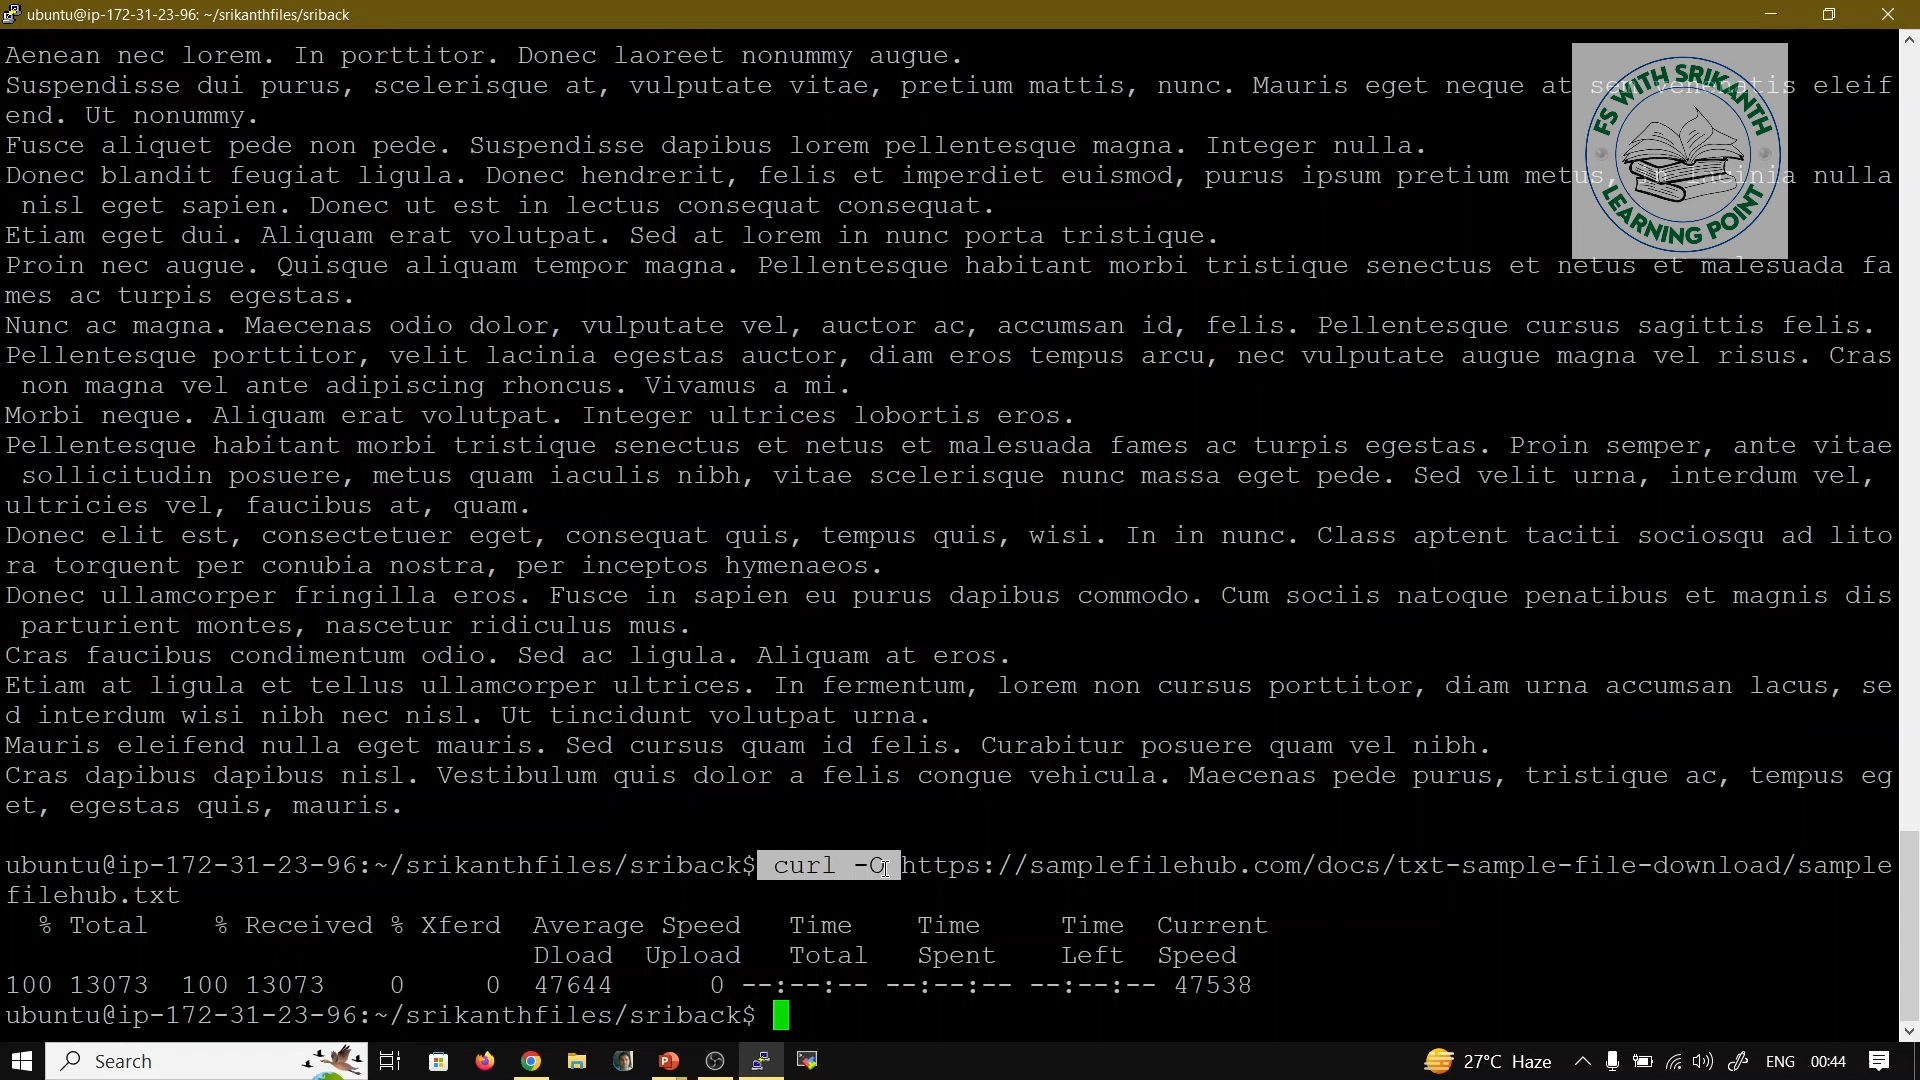 ubuntu@ip-172-31-23-96: ~/srikanthfiles/sriback
Aenean nec lorem. In porttitor. Donec laoreet nonummy augue.
Suspendisse dui purus, scelerisque at, vulputate vitae, pretium mattis, nunc. Mauris eget neque at sem venenatis eleif
end. Ut nonummy.
Fusce aliquet pede non pede. Suspendisse dapibus lorem pellentesque magna. Integer nulla.
Donec blandit feugiat ligula. Donec hendrerit, felis et imperdiet euismod, purus ipsum pretium metus, in lacinia nulla
 nisl eget sapien. Donec ut est in lectus consequat consequat.
Etiam eget dui. Aliquam erat volutpat. Sed at lorem in nunc porta tristique.
Proin nec augue. Quisque aliquam tempor magna. Pellentesque habitant morbi tristique senectus et netus et malesuada fa
mes ac turpis egestas.
Nunc ac magna. Maecenas odio dolor, vulputate vel, auctor ac, accumsan id, felis. Pellentesque cursus sagittis felis.
Pellentesque porttitor, velit lacinia egestas auctor, diam eros tempus arcu, nec vulputate augue magna vel risus. Cras
 non magna vel ante adipiscing rhoncus. Vivamus a mi.
Morbi neque. Aliquam erat volutpat. Integer ultrices lobortis eros.
Pellentesque habitant morbi tristique senectus et netus et malesuada fames ac turpis egestas. Proin semper, ante vitae
 sollicitudin posuere, metus quam iaculis nibh, vitae scelerisque nunc massa eget pede. Sed velit urna, interdum vel,
ultricies vel, faucibus at, quam.
Donec elit est, consectetuer eget, consequat quis, tempus quis, wisi. In in nunc. Class aptent taciti sociosqu ad lito
ra torquent per conubia nostra, per inceptos hymenaeos.
Donec ullamcorper fringilla eros. Fusce in sapien eu purus dapibus commodo. Cum sociis natoque penatibus et magnis dis
 parturient montes, nascetur ridiculus mus.
Cras faucibus condimentum odio. Sed ac ligula. Aliquam at eros.
Etiam at ligula et tellus ullamcorper ultrices. In fermentum, lorem non cursus porttitor, diam urna accumsan lacus, se
d interdum wisi nibh nec nisl. Ut tincidunt volutpat urna.
Mauris eleifend nulla eget mauris. Sed cursus quam id felis. Curabitur posuere quam vel nibh.
Cras dapibus dapibus nisl. Vestibulum quis dolor a felis congue vehicula. Maecenas pede purus, tristique ac, tempus eg
et, egestas quis, mauris.
ubuntu@ip-172-31-23-96:~/srikanthfiles/sriback$ curl -O https://samplefilehub.com/docs/txt-sample-file-download/sample
filehub.txt
% Total % Received % Xferd Average Speed Time Time Time Current
Dload Upload Total Spent Left Speed
100 13073 100 13073 0 0 47644 0 --:--:-- --:--:-- --:--:-- 47538
ubuntu@ip-172-31-23-96:~/srikanthfiles/sriback$
FS WITH SRIKANTH
LEARNING POINT
Search
27°C Haze
ENG
00:44